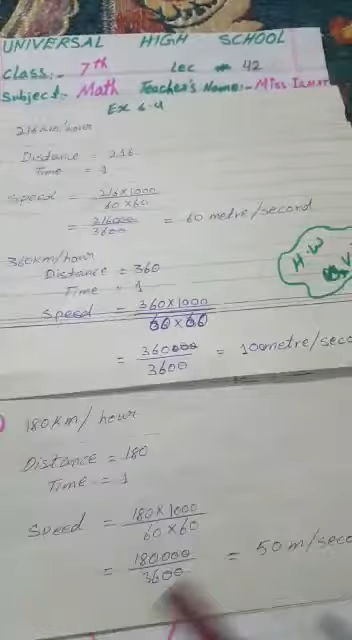 UNIVERSAL HIGH SCHOOL
Class:- 7th Lec 42
Subject:- Math Teacher's Name:- Miss
Ex 6.4
216km/hour
Distance = 216
Time = 1
Speed = 216×1000
60×60
= 216000
3600
= 60 metre/second
360km/hour
Distance = 360
Time = 1
H.W
Speed = 360×1000
60×60
= 360000
3600
= 100metre/seco
180km/hour
Distance = 180
Time = 1
Speed = 180×1000
60×60
= 180000
3600
= 50m/seco